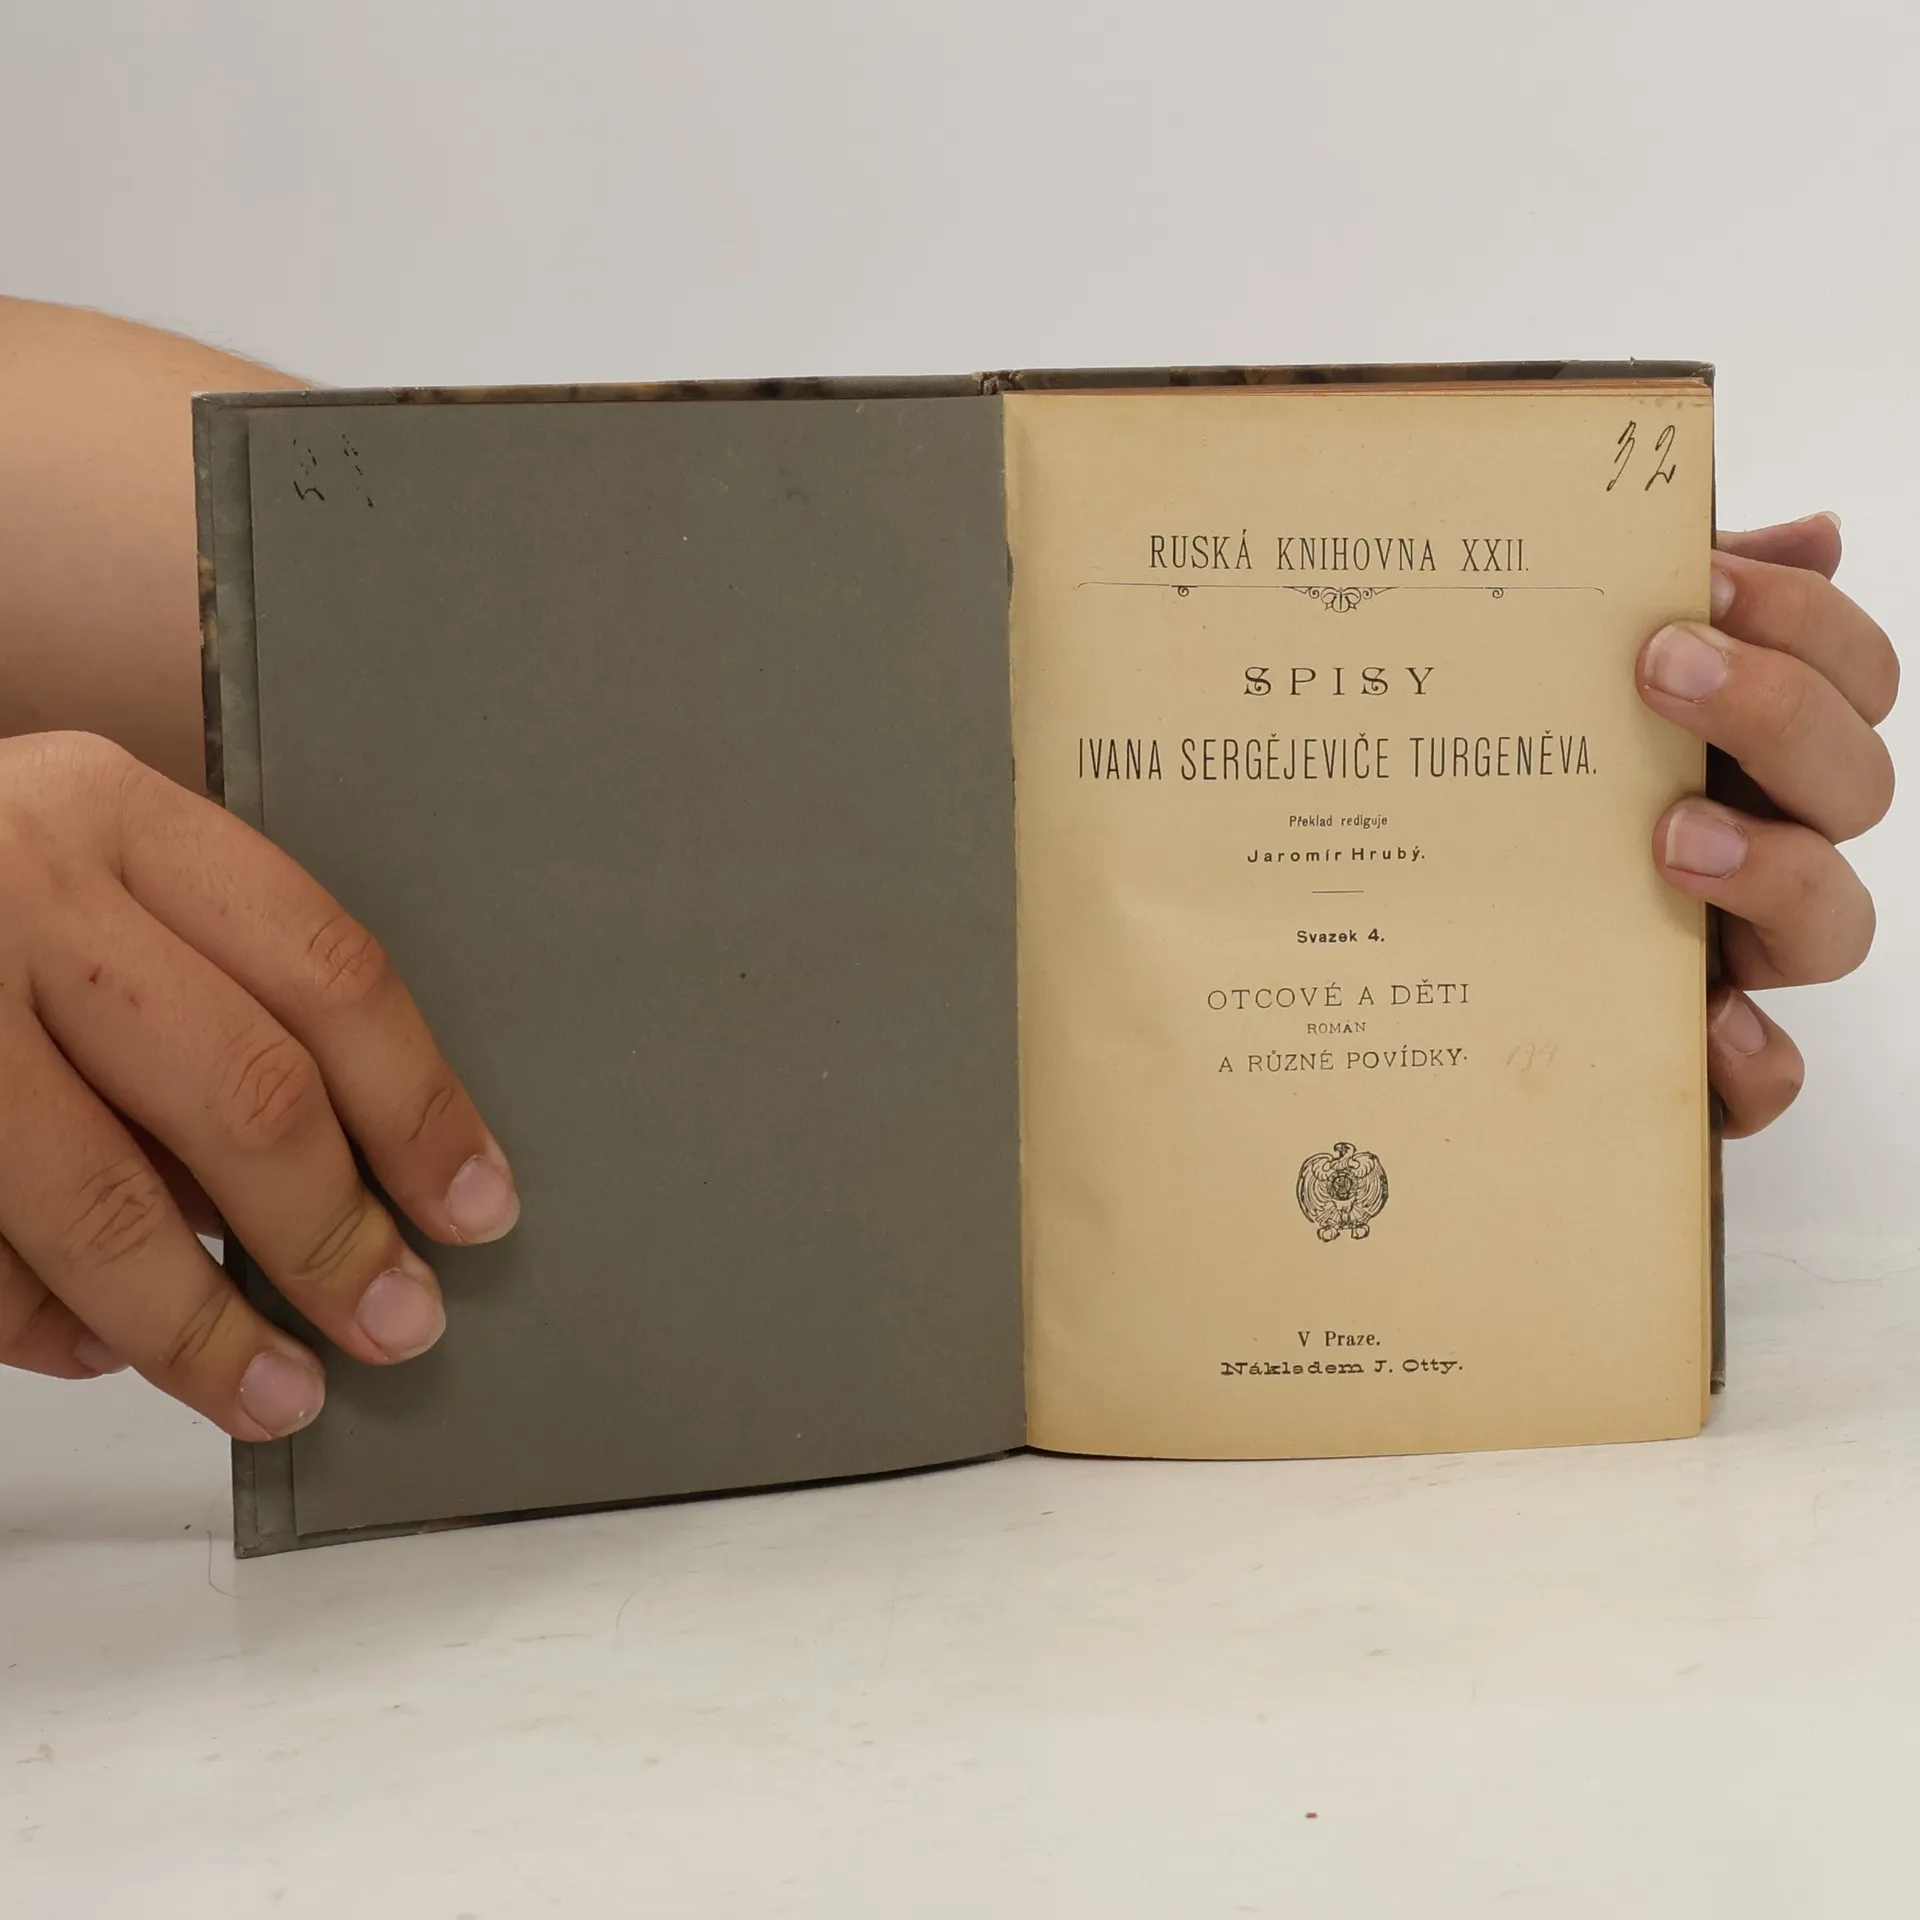 32
RUSKÁ KNIHOVNA XXII.
SPISY
IVANA SERGĚJEVIČE TURGENĚVA.
Překlad rediguje
Jaromír Hrubý.
Svazek 4.
OTCOVÉ A DĚTI
ROMÁN
A RŮZNÉ POVÍDKY.
134
V Praze.
Nákladem J. Otty.